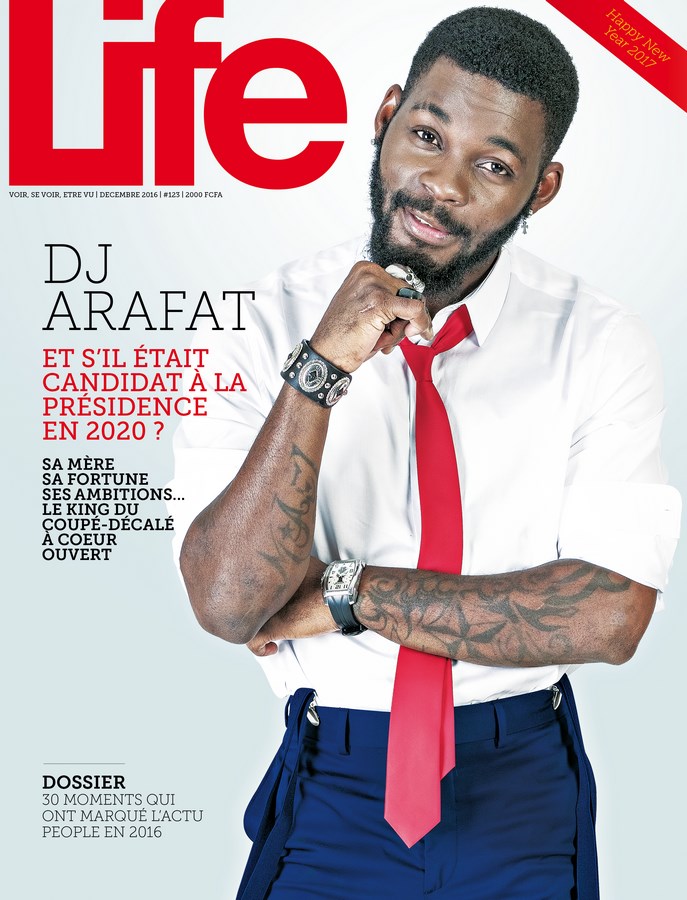 Life
Happy New
Year 2017
VOIR, SE VOIR, ETRE VU | DECEMBRE 2016 | #123 | 2000 FCFA
DJ
ARAFAT
ET S'IL ÉTAIT
CANDIDAT À LA
PRÉSIDENCE
EN 2020 ?
SA MÈRE
SA FORTUNE
SES AMBITIONS...
LE KING DU
COUPÉ-DÉCALÉ
À COEUR
OUVERT
DOSSIER
30 MOMENTS QUI
ONT MARQUÉ L'ACTU
PEOPLE EN 2016